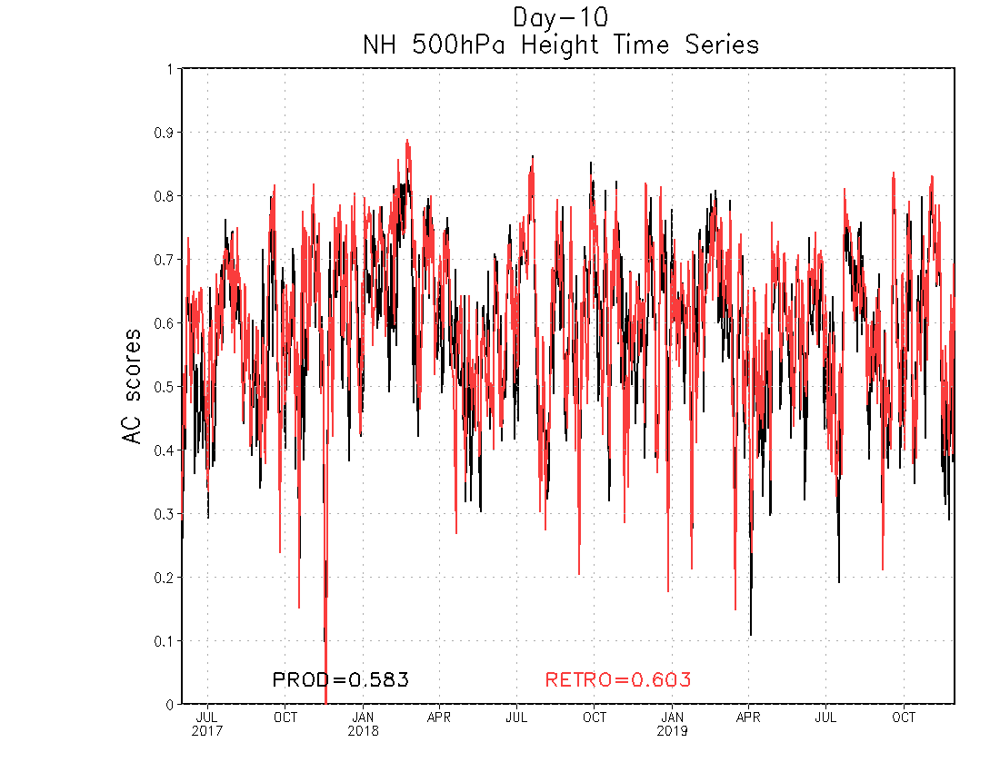 Day-10
NH 500hPa Height Time Series
1
0.9
0.8
0.7
0.6
0.5
0.4
0.3
0.2
0.1
0
AC scores
PROD=0.583 RETRO=0.603
JUL OCT JAN APR JUL OCT JAN APR JUL OCT
2017 2018 2019